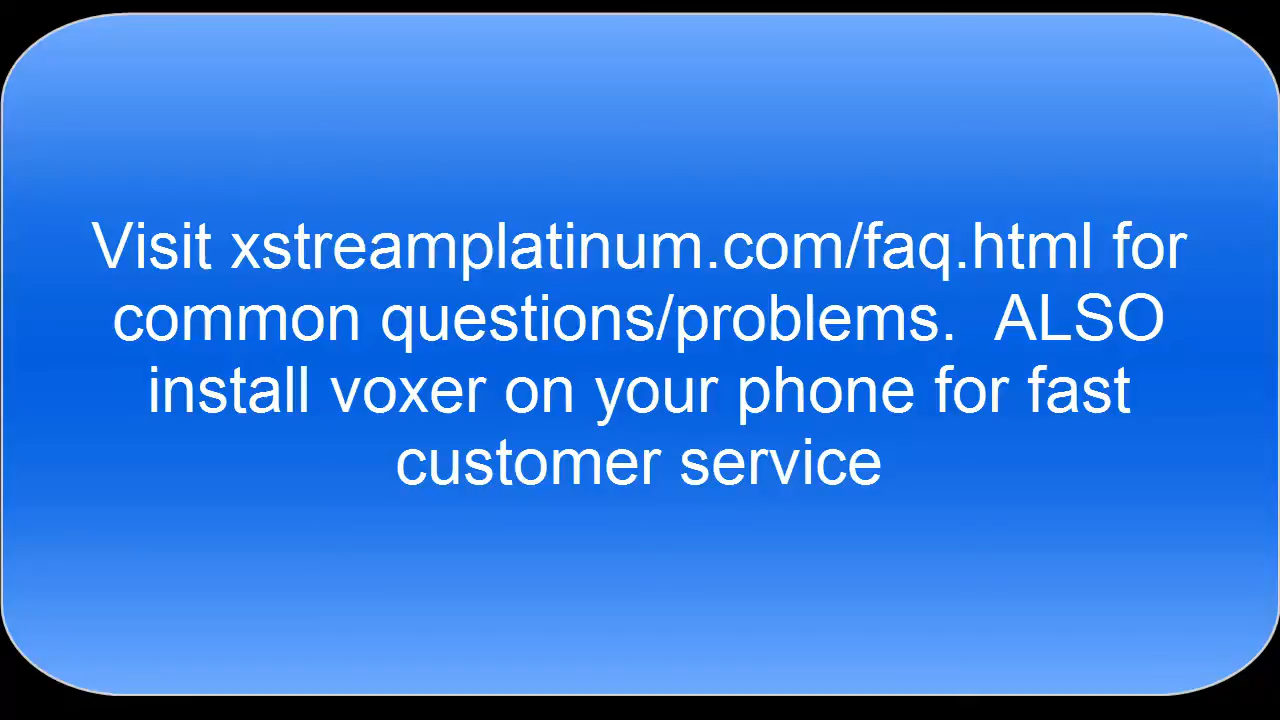 Visit xstreamplatinum.com/faq.html for
common questions/problems.  ALSO
install voxer on your phone for fast
customer service